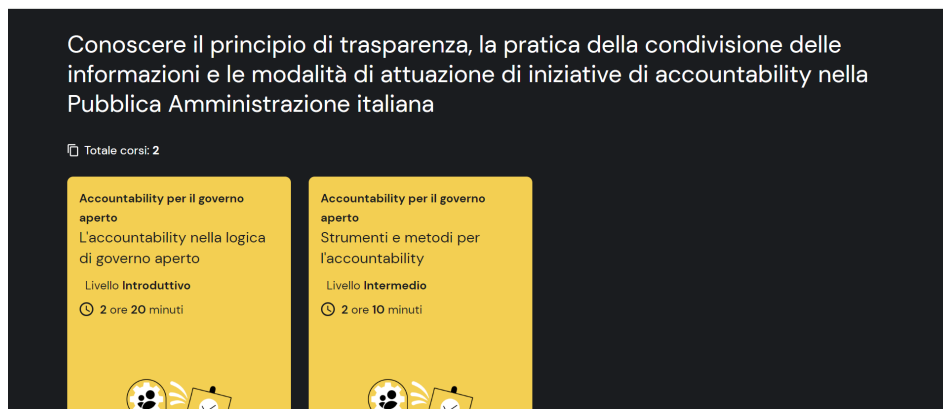 Conoscere il principio di trasparenza, la pratica della condivisione delle
informazioni e le modalità di attuazione di iniziative di accountability nella
Pubblica Amministrazione italiana
Totale corsi: 2
Accountability per il governo
aperto
L'accountability nella logica
di governo aperto
Livello Introduttivo
2 ore 20 minuti
Accountability per il governo
aperto
Strumenti e metodi per
l'accountability
Livello Intermedio
2 ore 10 minuti